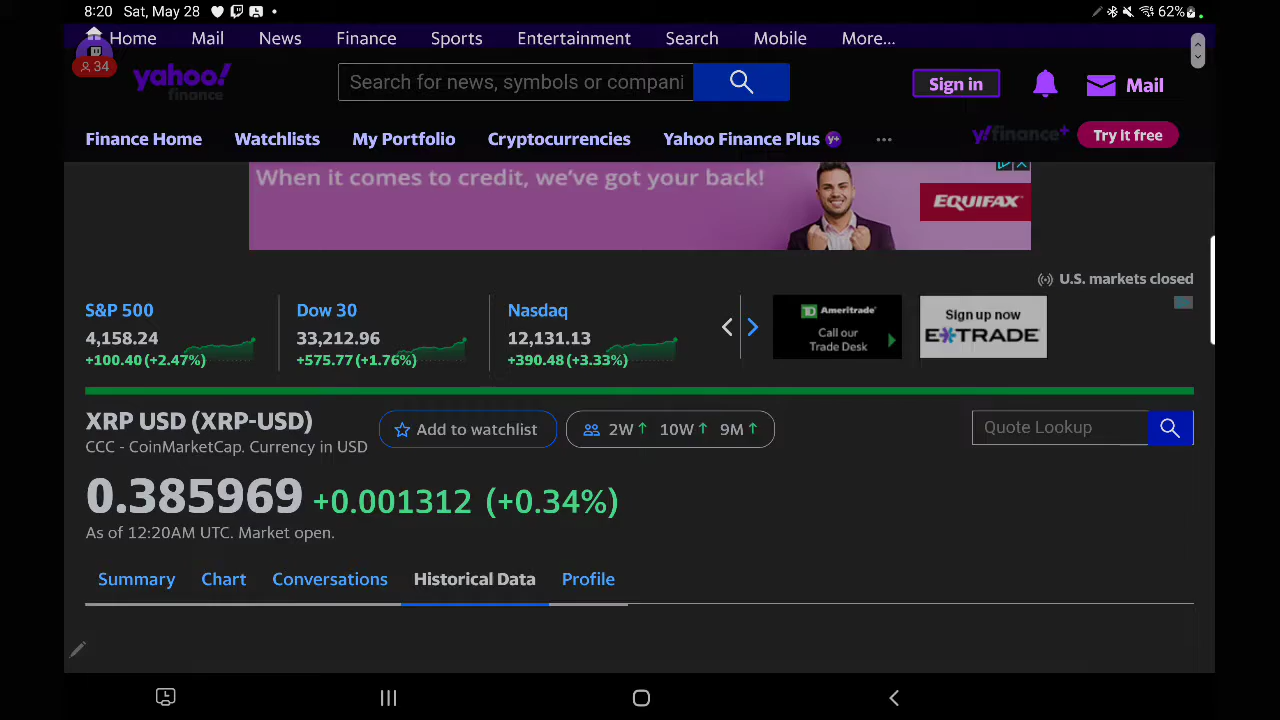 8:20 Sat, May 28 62%
Home Mail News Finance Sports Entertainment Search Mobile More...
34
yahoo!
finance
Search for news, symbols or compani
Sign in
Mail
Finance Home Watchlists My Portfolio Cryptocurrencies Yahoo Finance Plus y+ ...
y!finance+ Try it free
When it comes to credit, we've got your back!
EQUIFAX
U.S. markets closed
S&P 500 Dow 30 Nasdaq
4,158.24 33,212.96 12,131.13
+100.40 (+2.47%) +575.77 (+1.76%) +390.48 (+3.33%)
TD Ameritrade
Call our
Trade Desk
Sign up now
E*TRADE
XRP USD (XRP-USD)
CCC - CoinMarketCap. Currency in USD
Add to watchlist
2W↑ 10W↑ 9M↑
Quote Lookup
0.385969 +0.001312 (+0.34%)
As of 12:20AM UTC. Market open.
Summary Chart Conversations Historical Data Profile